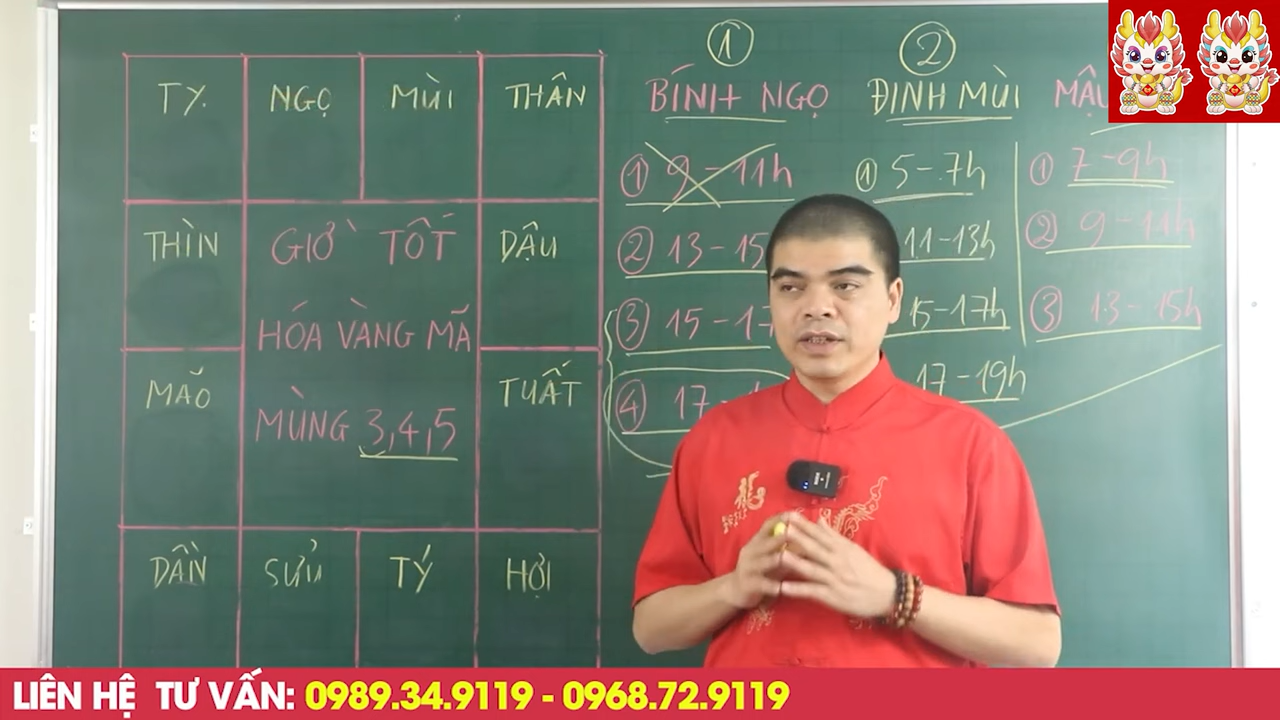 TỴ NGỌ MÙI THÂN
THÌN DẬU
MÃO TUẤT
DẦN SỬU TÝ HỢI
GIỜ TỐT
HÓA VÀNG MÃ
MÙNG 3,4,5
1
BÍNH NGỌ
1 9-11h
2 13-15
3 15-17
4 17-
2
ĐINH MÙI
1 5-7h
11-13h
15-17h
17-19h
MẬU
1 7-9h
2 9-11h
3 13-15h
LIÊN HỆ TƯ VẤN: 0989.34.9119 - 0968.72.9119